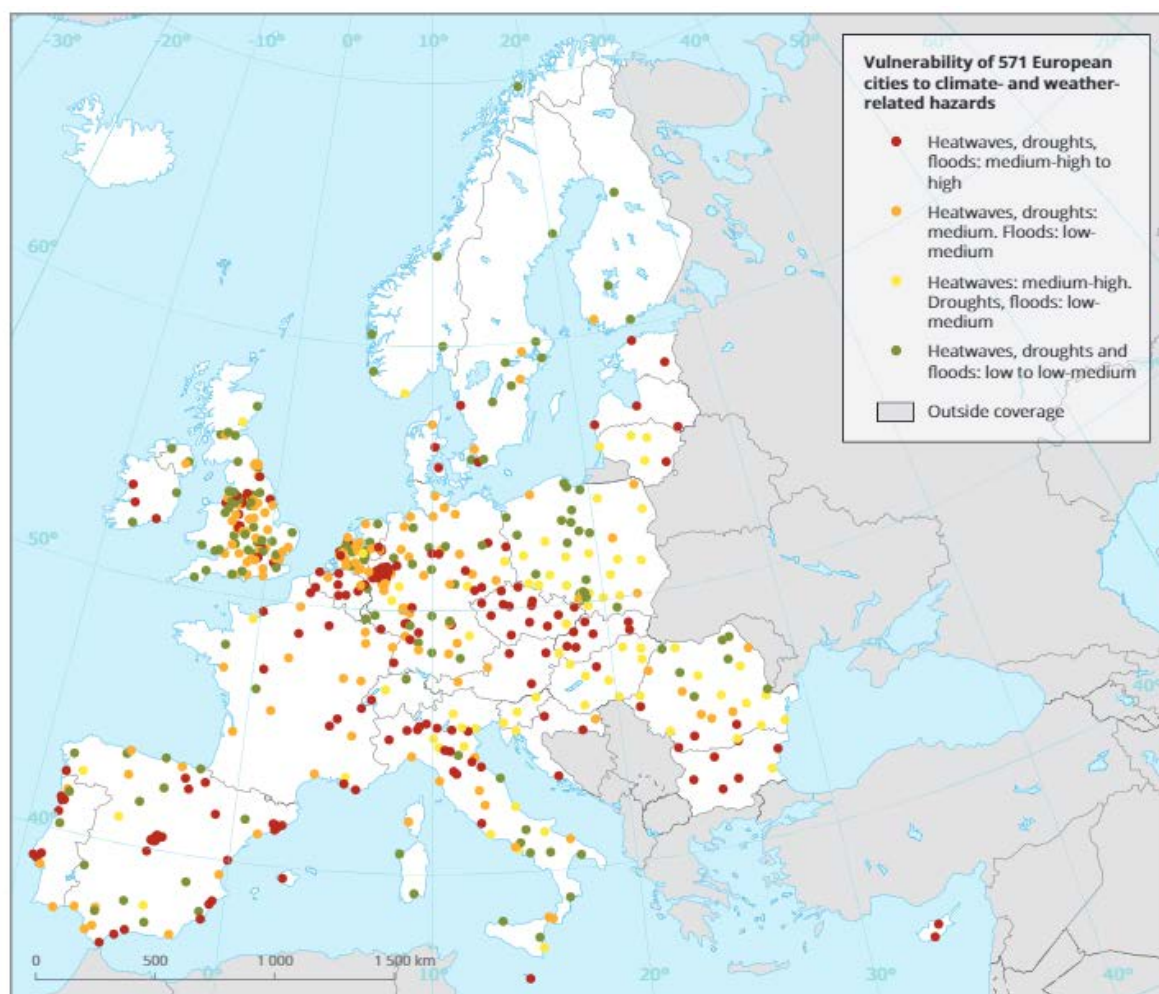 -30°
-20°
-10°
0°
10°
20°
30°
40°
50°
60°
70°
Vulnerability of 571 European
cities to climate- and weather-
related hazards
Heatwaves, droughts,
floods: medium-high to
high
Heatwaves, droughts:
medium. Floods: low-
medium
Heatwaves: medium-high.
Droughts, floods: low-
medium
Heatwaves, droughts and
floods: low to low-medium
Outside coverage
60°
50°
40°
40°
0 500 1 000 1 500 km
0°
10°
20°
30°
40°